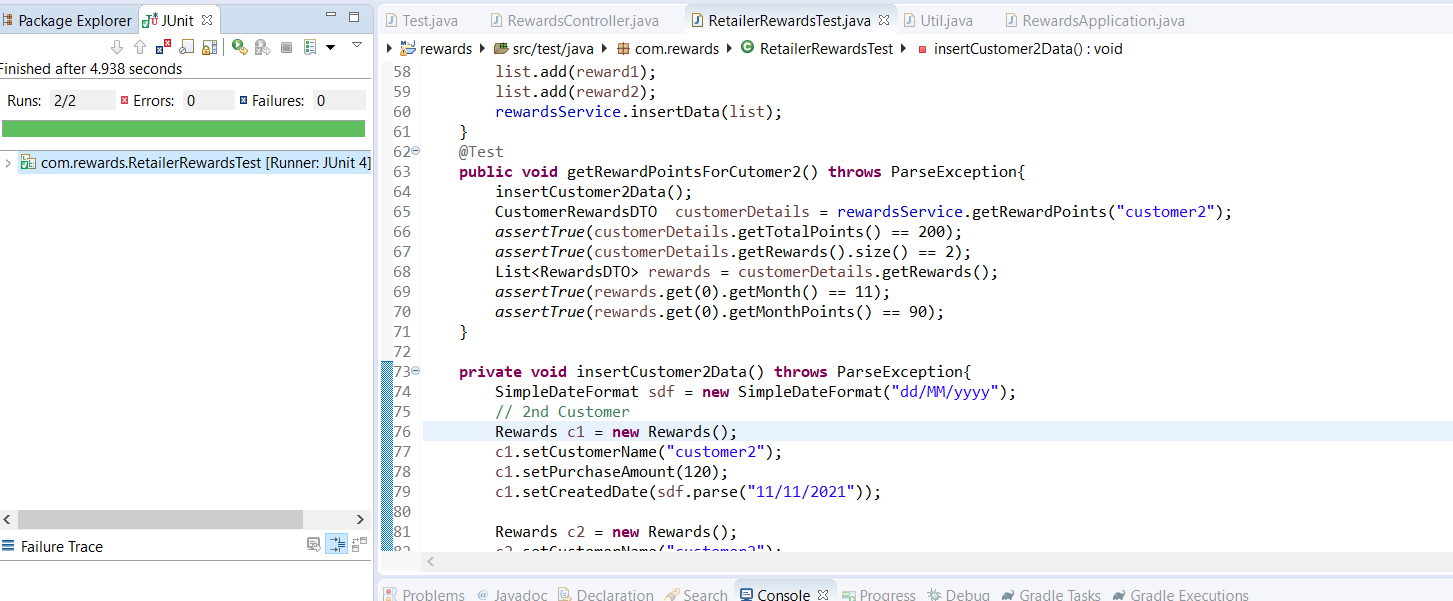 Package Explorer JUnit
Finished after 4.938 seconds
Runs: 2/2 Errors: 0 Failures: 0
com.rewards.RetailerRewardsTest [Runner: JUnit 4]
Failure Trace
Test.java RewardsController.java RetailerRewardsTest.java Util.java RewardsApplication.java
rewards src/test/java com.rewards RetailerRewardsTest insertCustomer2Data() : void
58 list.add(reward1);
59 list.add(reward2);
60 rewardsService.insertData(list);
61 }
62 @Test
63 public void getRewardPointsForCutomer2() throws ParseException{
64 insertCustomer2Data();
65 CustomerRewardsDTO customerDetails = rewardsService.getRewardPoints("customer2");
66 assertTrue(customerDetails.getTotalPoints() == 200);
67 assertTrue(customerDetails.getRewards().size() == 2);
68 List<RewardsDTO> rewards = customerDetails.getRewards();
69 assertTrue(rewards.get(0).getMonth() == 11);
70 assertTrue(rewards.get(0).getMonthPoints() == 90);
71 }
72
73 private void insertCustomer2Data() throws ParseException{
74 SimpleDateFormat sdf = new SimpleDateFormat("dd/MM/yyyy");
75 // 2nd Customer
76 Rewards c1 = new Rewards();
77 c1.setCustomerName("customer2");
78 c1.setPurchaseAmount(120);
79 c1.setCreatedDate(sdf.parse("11/11/2021"));
80
81 Rewards c2 = new Rewards();
82 c2.setCustomerName("customer2");
Problems Javadoc Declaration Search Console Progress Debug Gradle Tasks Gradle Executions